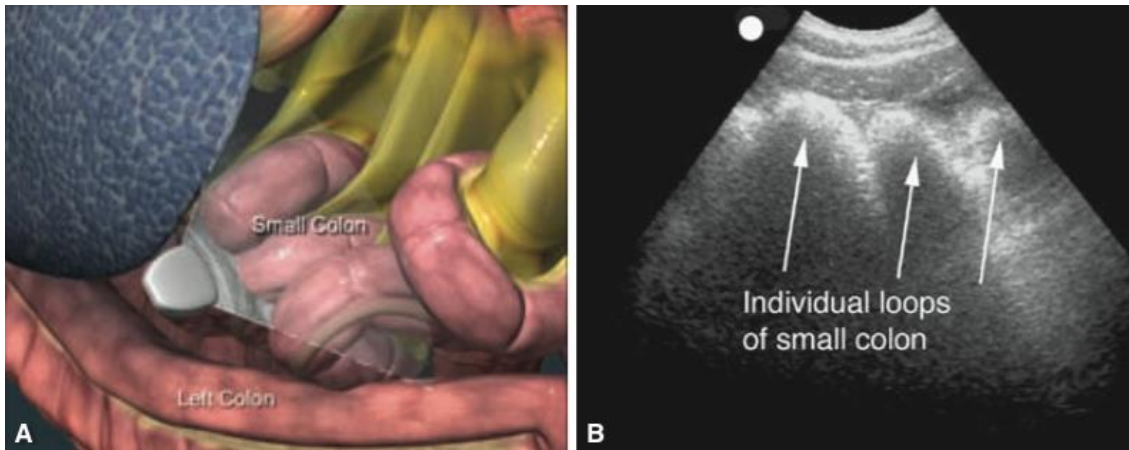 Small Colon
Left Colon
A
B
Individual loops
of small colon